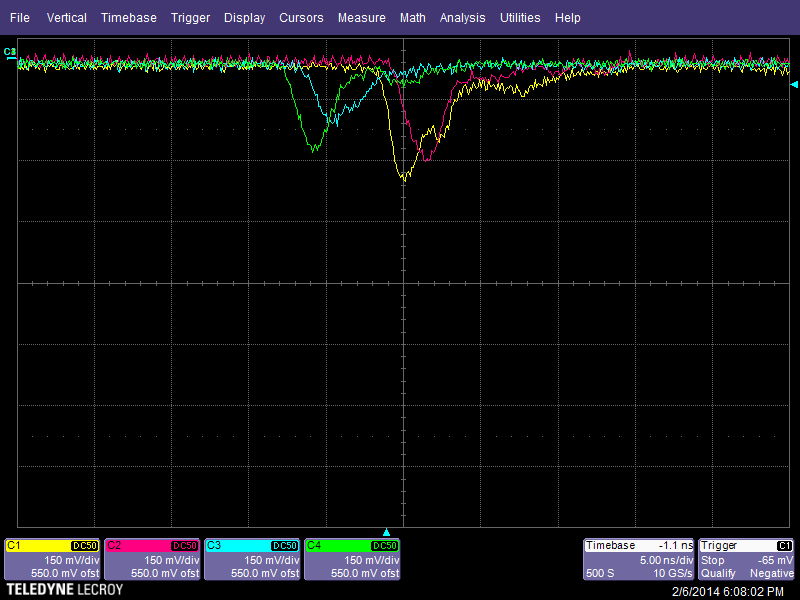 File Vertical Timebase Trigger Display Cursors Measure Math Analysis Utilities Help
C3
C1 DC50 C2 DC50 C3 DC50 C4 DC50 Timebase -1.1 ns Trigger C1
150 mV/div 150 mV/div 150 mV/div 150 mV/div 5.00 ns/div Stop -65 mV
550.0 mV ofst 550.0 mV ofst 550.0 mV ofst 550.0 mV ofst 500 S 10 GS/s Qualify Negative
TELEDYNE LECROY 2/6/2014 6:08:02 PM